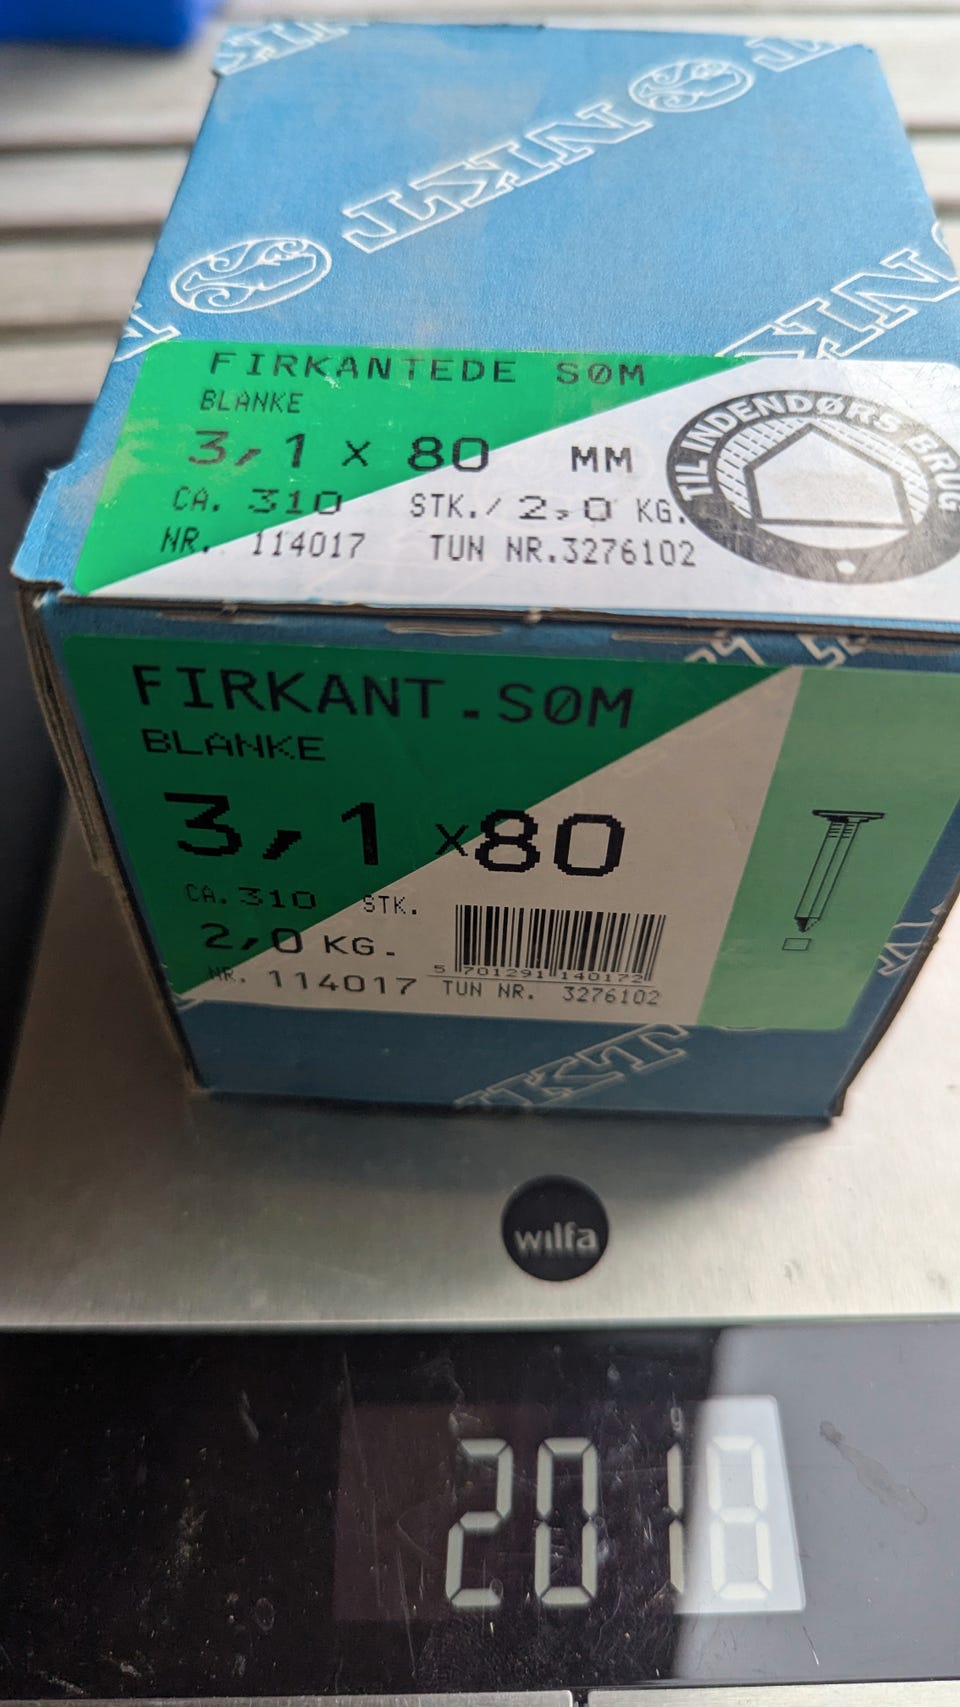 NKT
FIRKANTEDE SØM
BLANKE
3,1 x 80 MM
CA. 310 STK./2,0 KG.
NR. 114017 TUN NR.3276102
TIL INDENDØRS BRUG
FIRKANT.SØM
BLANKE
3,1 x80
CA. 310 STK.
2,0 KG.
NR. 114017 TUN NR. 3276102
5 701291 140172
NKT
wilfa
g
2018